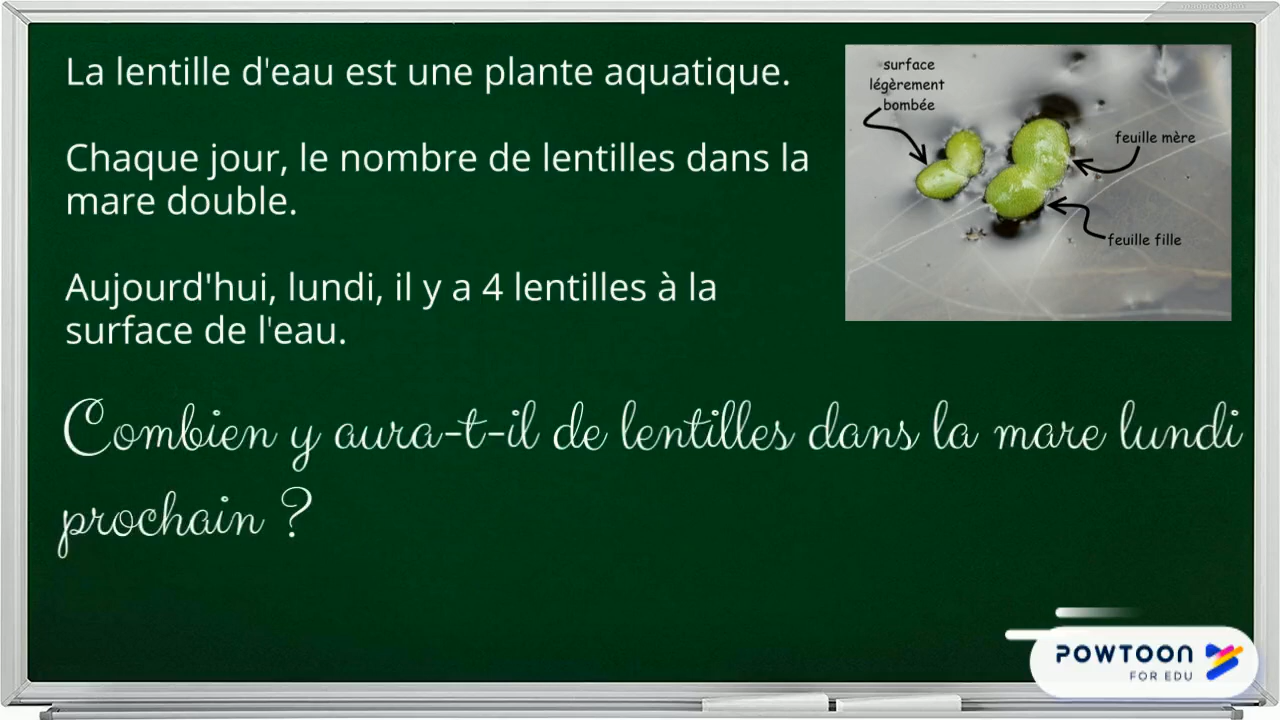 La lentille d'eau est une plante aquatique.
Chaque jour, le nombre de lentilles dans la
mare double.
Aujourd'hui, lundi, il y a 4 lentilles à la
surface de l'eau.
surface
légèrement
bombée
feuille mère
feuille fille
Combien y aura-t-il de lentilles dans la mare lundi
prochain ?
POWTOON
FOR EDU